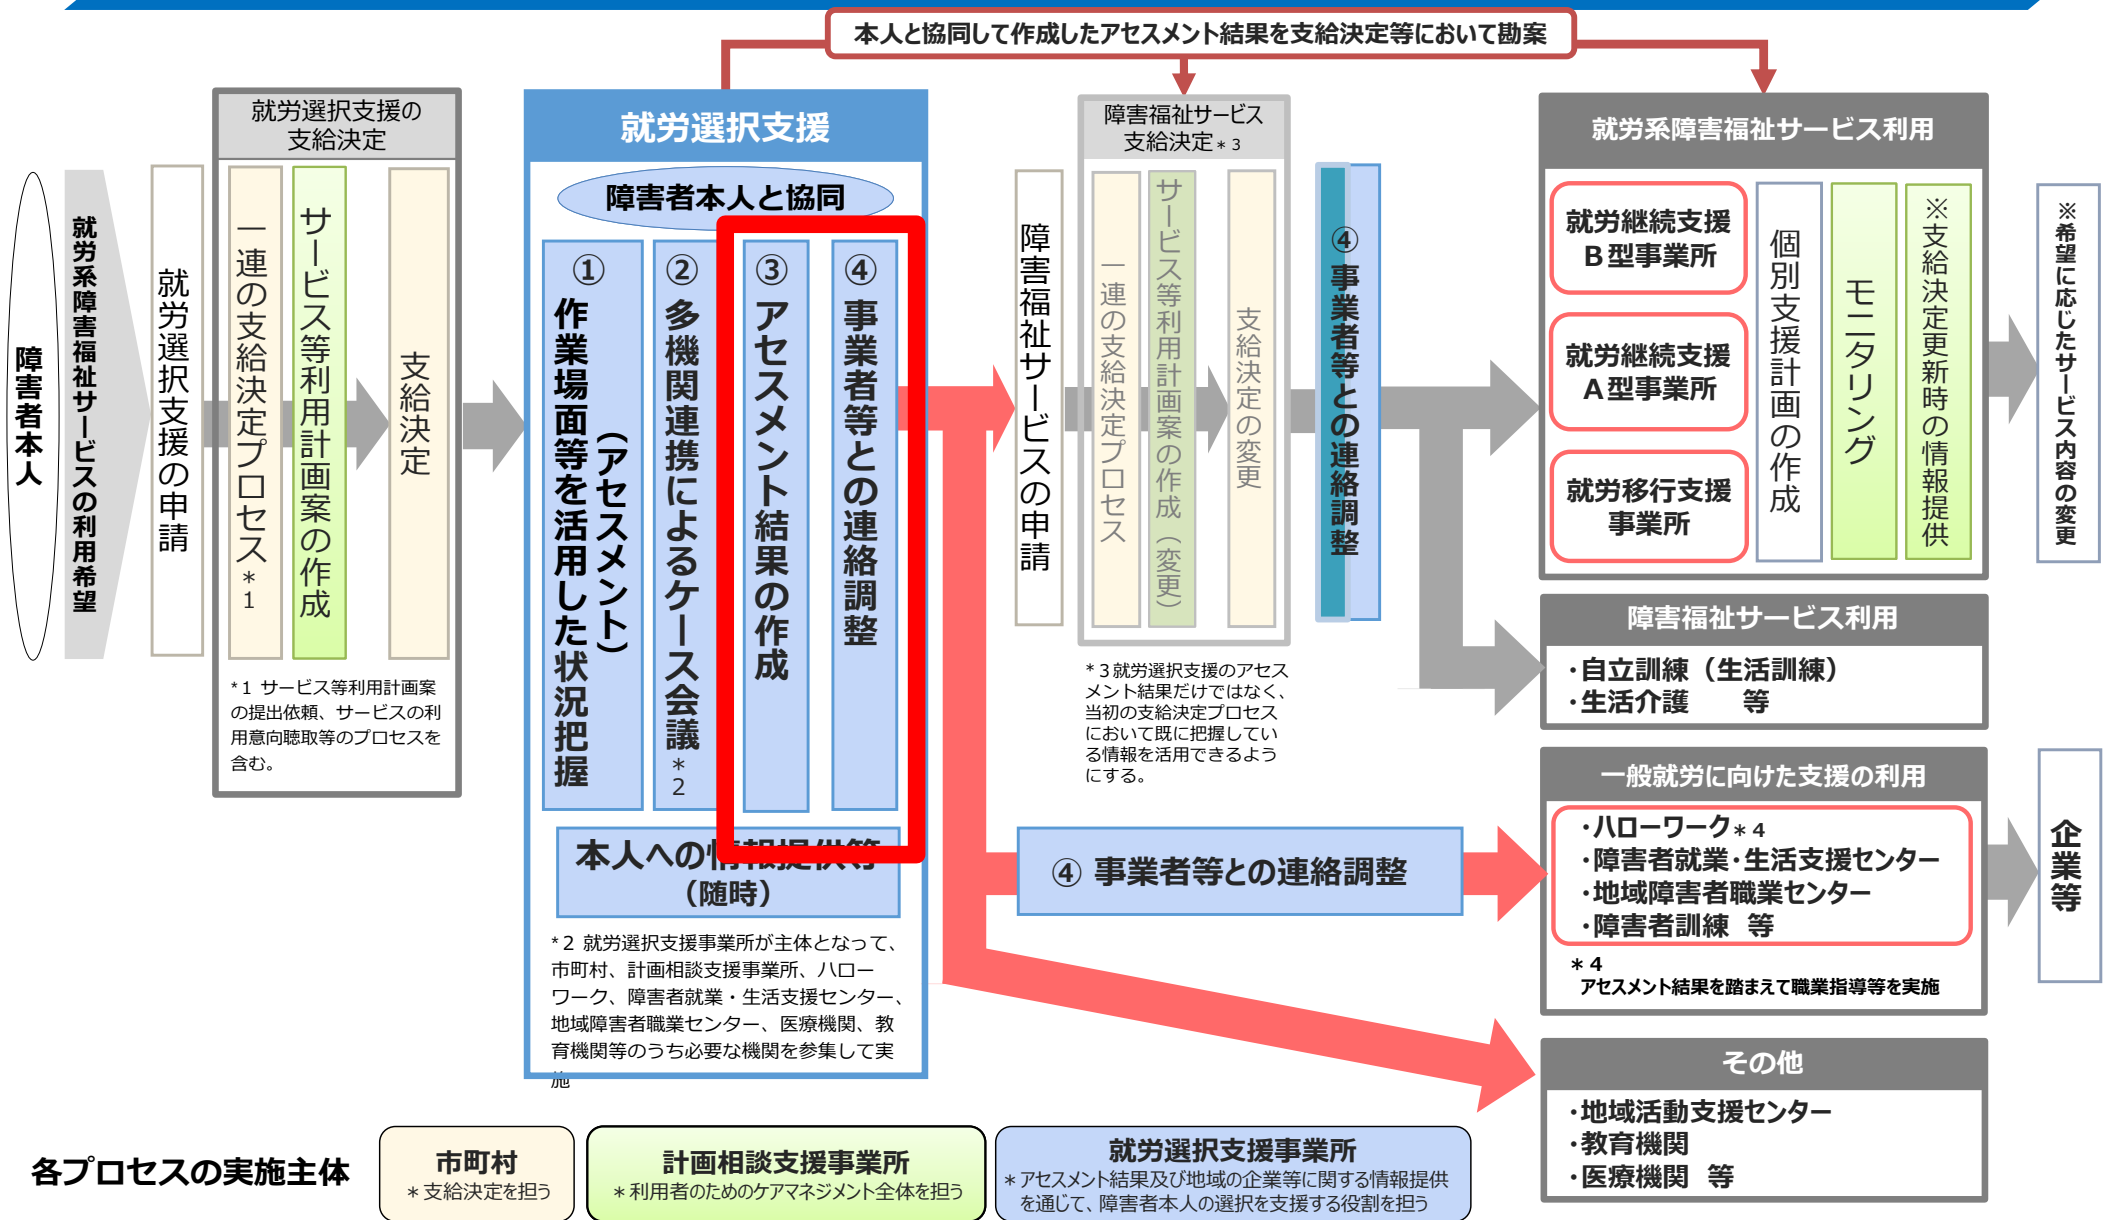 本人と協同して作成したアセスメント結果を支給決定等において勘案
障害者本人
就労系障害福祉サービスの利用希望
就労選択支援の申請
就労選択支援の
支給決定
一連の支給決定プロセス＊1
サービス等利用計画案の作成
支給決定
*1 サービス等利用計画案
の提出依頼、サービスの利
用意向聴取等のプロセスを
含む。
就労選択支援
障害者本人と協同
①作業場面等を活用した状況把握
（アセスメント）
②多機関連携によるケース会議＊2
③アセスメント結果の作成
④事業者等との連絡調整
本人への情報提供等
（随時）
*2 就労選択支援事業所が主体となって、
市町村、計画相談支援事業所、ハロー
ワーク、障害者就業・生活支援センター、
地域障害者職業センター、医療機関、教
育機関等のうち必要な機関を参集して実
施
障害福祉サービスの申請
障害福祉サービス
支給決定＊3
一連の支給決定プロセス
サービス等利用計画案の作成（変更）
支給決定の変更
*3就労選択支援のアセス
メント結果だけではなく、
当初の支給決定プロセス
において既に把握してい
る情報を活用できるよう
にする。
④事業者等との連絡調整
④ 事業者等との連絡調整
就労系障害福祉サービス利用
就労継続支援
Ｂ型事業所
就労継続支援
Ａ型事業所
就労移行支援
事業所
個別支援計画の作成
モニタリング
※支給決定更新時の情報提供
※希望に応じたサービス内容の変更
障害福祉サービス利用
・自立訓練（生活訓練）
・生活介護　　等
一般就労に向けた支援の利用
・ハローワーク＊4
・障害者就業・生活支援センター
・地域障害者職業センター
・障害者訓練 等
＊4
アセスメント結果を踏まえて職業指導等を実施
企業等
その他
・地域活動支援センター
・教育機関
・医療機関 等
各プロセスの実施主体
市町村
＊支給決定を担う
計画相談支援事業所
＊利用者のためのケアマネジメント全体を担う
就労選択支援事業所
＊アセスメント結果及び地域の企業等に関する情報提供
を通じて、障害者本人の選択を支援する役割を担う